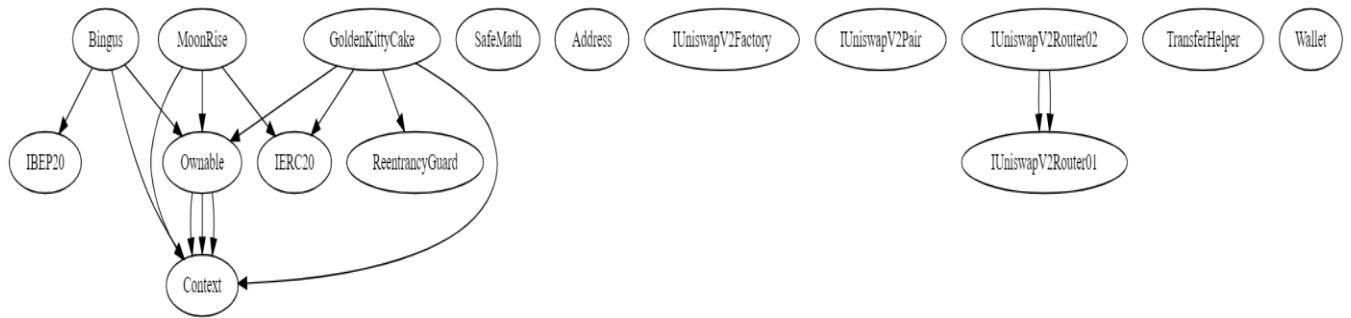 Bingus
MoonRise
GoldenKittyCake
SafeMath
Address
IUniswapV2Factory
IUniswapV2Pair
IUniswapV2Router02
TransferHelper
Wallet
IBEP20
Ownable
IERC20
ReentrancyGuard
IUniswapV2Router01
Context